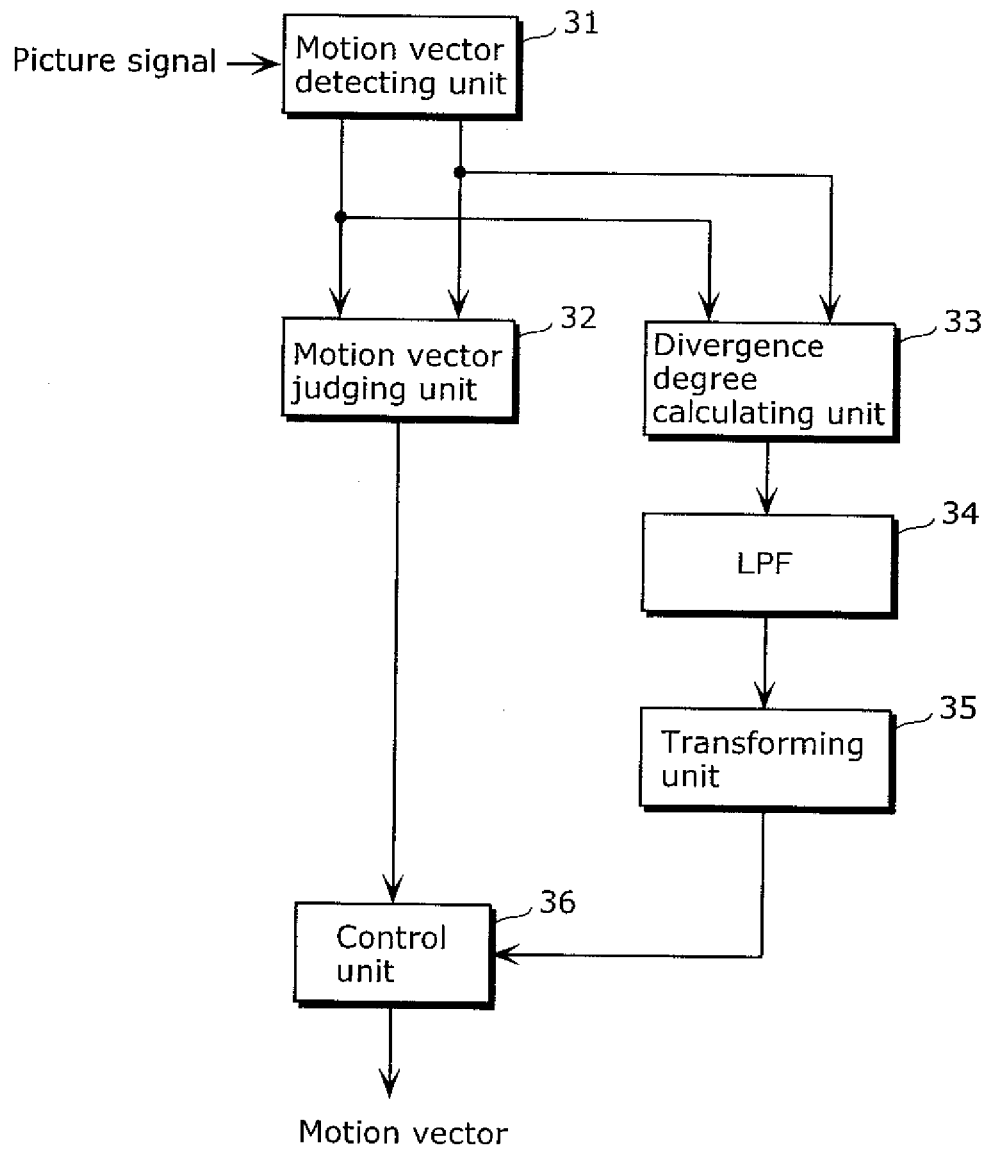 31
Picture signal
Motion vector
detecting unit
32
Motion vector
judging unit
33
Divergence
degree
calculating unit
34
LPF
35
Transforming
unit
36
Control
unit
Motion vector